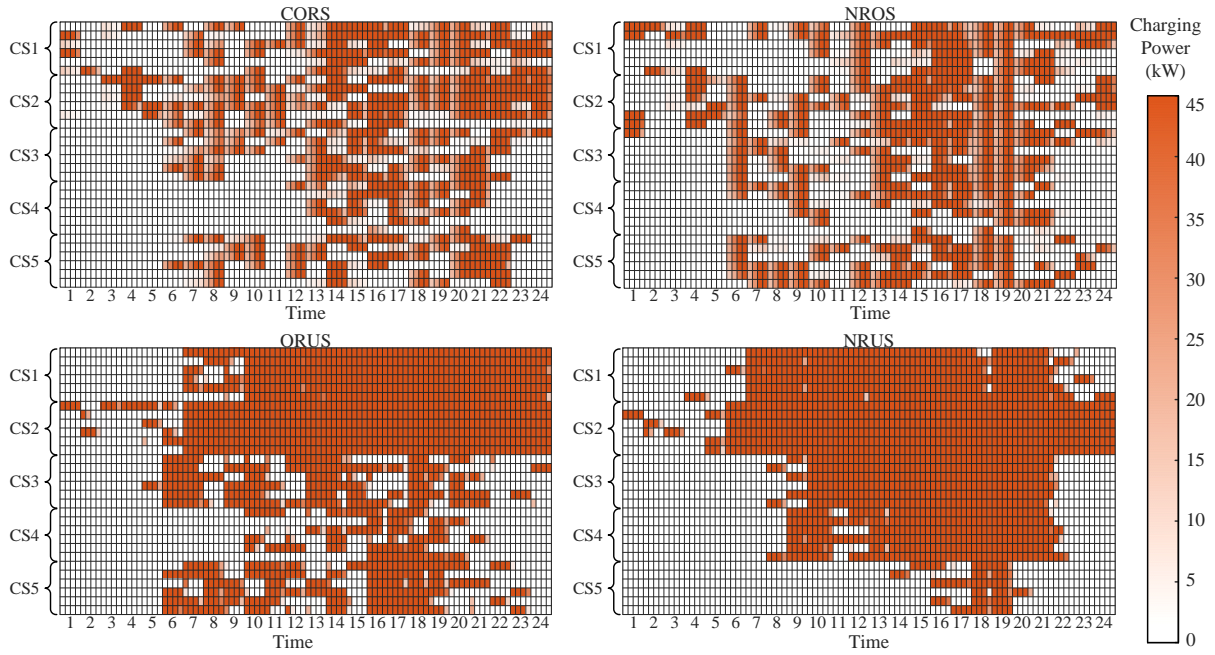 CORS
NROS
CS1
CS2
CS3
CS4
CS5
1 2 3 4 5 6 7 8 9 10 11 12 13 14 15 16 17 18 19 20 21 22 23 24
Time
CS1
CS2
CS3
CS4
CS5
1 2 3 4 5 6 7 8 9 10 11 12 13 14 15 16 17 18 19 20 21 22 23 24
Time
ORUS
NRUS
CS1
CS2
CS3
CS4
CS5
1 2 3 4 5 6 7 8 9 10 11 12 13 14 15 16 17 18 19 20 21 22 23 24
Time
CS1
CS2
CS3
CS4
CS5
1 2 3 4 5 6 7 8 9 10 11 12 13 14 15 16 17 18 19 20 21 22 23 24
Time
Charging
Power
(kW)
45
40
35
30
25
20
15
10
5
0